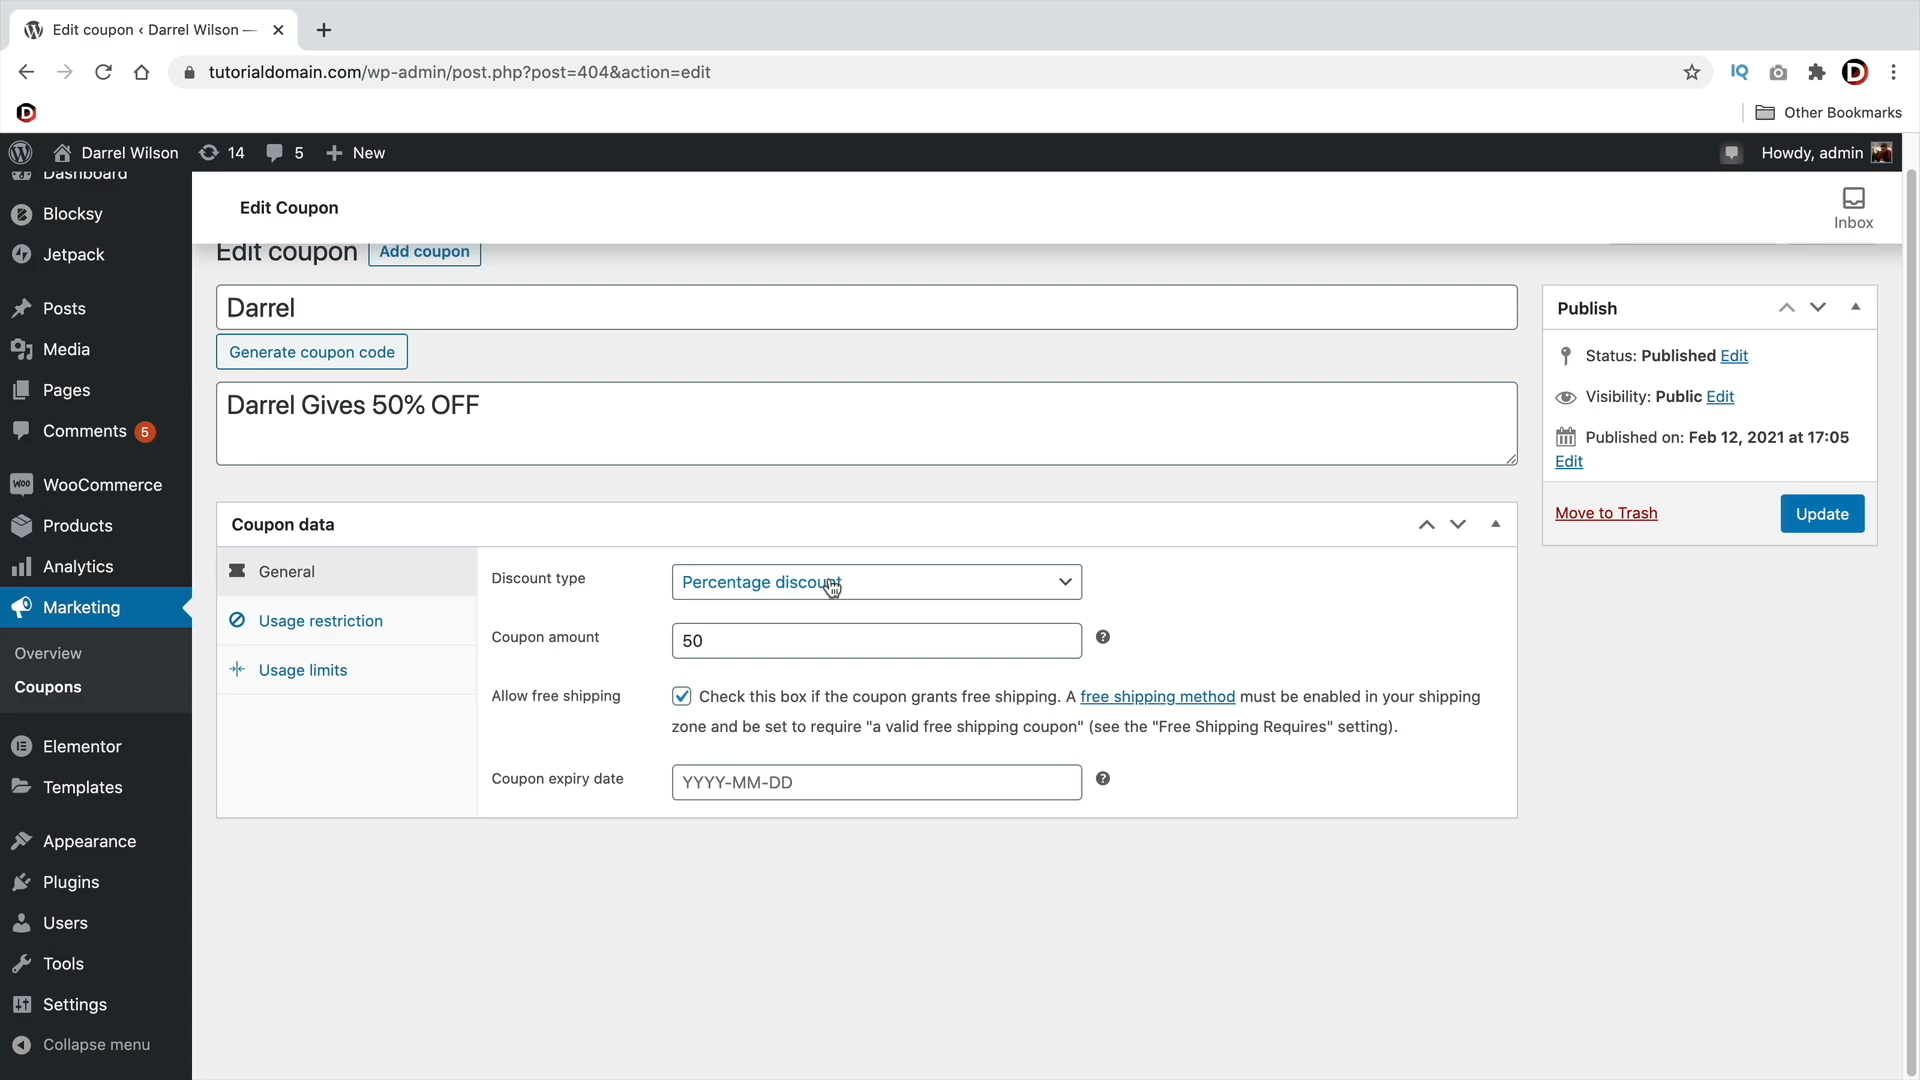 Edit coupon ‹ Darrel Wilson —
tutorialdomain.com/wp-admin/post.php?post=404&action=edit
IQ
D
D
Other Bookmarks
Darrel Wilson
14
5
New
Howdy, admin
Dashboard
Blocksy
Jetpack
Posts
Media
Pages
Comments 5
WooCommerce
Products
Analytics
Marketing
Overview
Coupons
Elementor
Templates
Appearance
Plugins
Users
Tools
Settings
Collapse menu
Edit Coupon
Inbox
Edit coupon Add coupon
Darrel
Generate coupon code
Darrel Gives 50% OFF
Coupon data
General
Usage restriction
Usage limits
Discount type Percentage discount
Coupon amount 50
Allow free shipping Check this box if the coupon grants free shipping. A free shipping method must be enabled in your shipping
zone and be set to require "a valid free shipping coupon" (see the "Free Shipping Requires" setting).
Coupon expiry date YYYY-MM-DD
Publish
Status: Published Edit
Visibility: Public Edit
Published on: Feb 12, 2021 at 17:05
Edit
Move to Trash Update